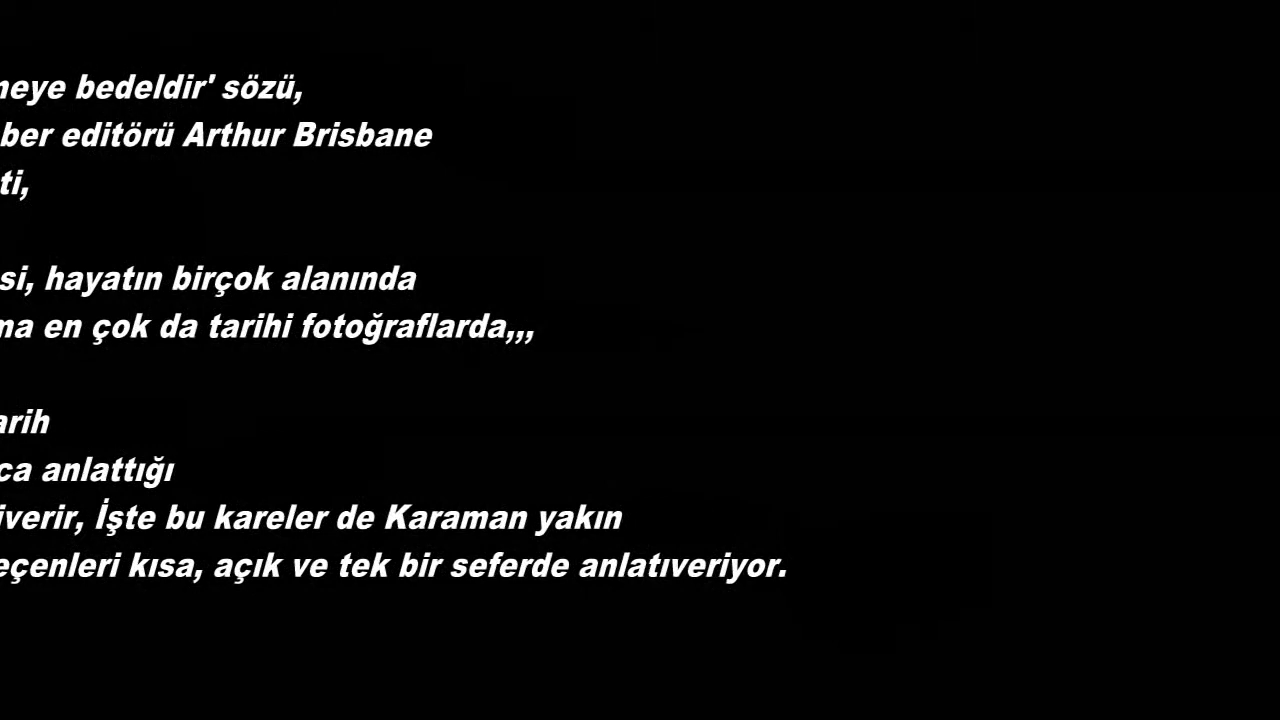 neye bedeldir' sözü,
ber editörü Arthur Brisbane
ti,
si, hayatın birçok alanında
ma en çok da tarihi fotoğraflarda,,,
arih
ca anlattığı
iverir, İşte bu kareler de Karaman yakın
eçenleri kısa, açık ve tek bir seferde anlatıveriyor.